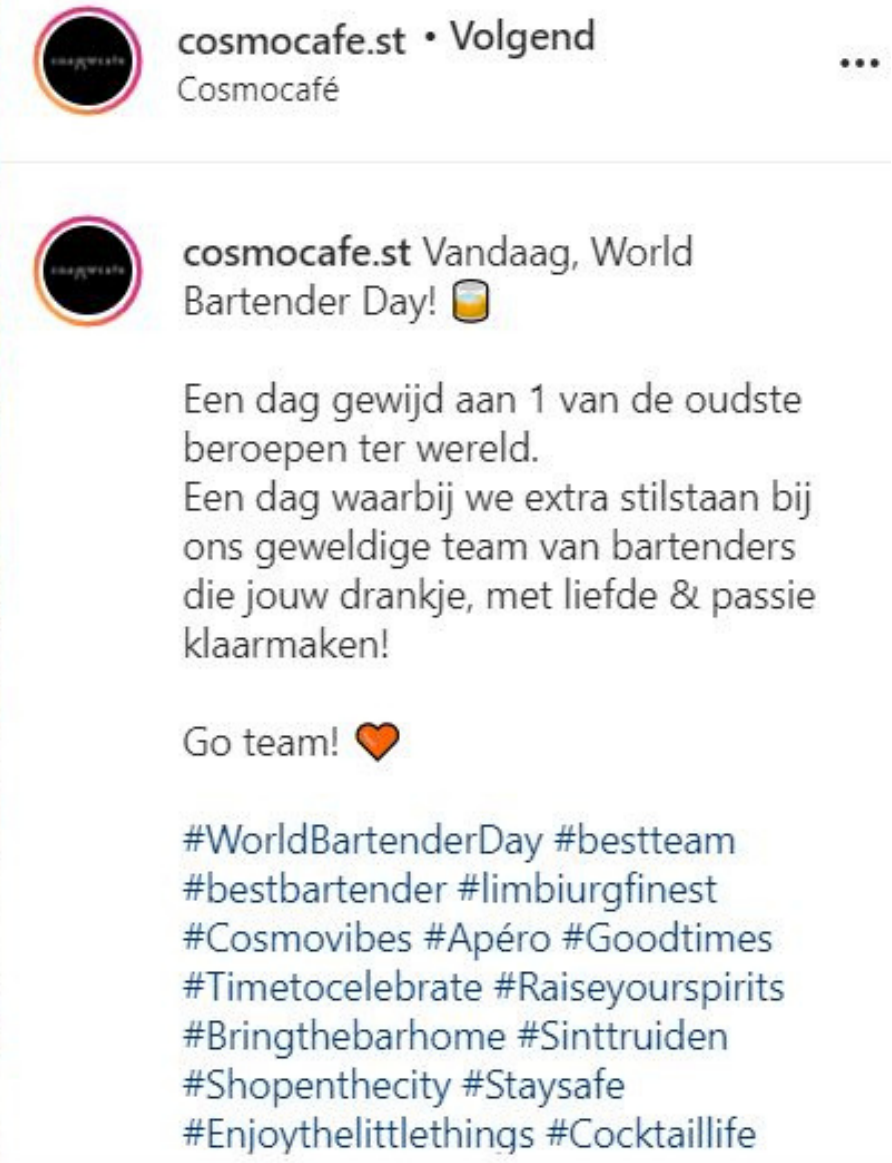 cosmocafe.st • Volgend
Cosmocafé
cosmocafe.st Vandaag, World
Bartender Day! 🥃
Een dag gewijd aan 1 van de oudste
beroepen ter wereld.
Een dag waarbij we extra stilstaan bij
ons geweldige team van bartenders
die jouw drankje, met liefde & passie
klaarmaken!
Go team! 🧡
#WorldBartenderDay #bestteam
#bestbartender #limbiurgfinest
#Cosmovibes #Apéro #Goodtimes
#Timetocelebrate #Raiseyourspirits
#Bringthebarhome #Sinttruiden
#Shopenthecity #Staysafe
#Enjoythelittlethings #Cocktaillife